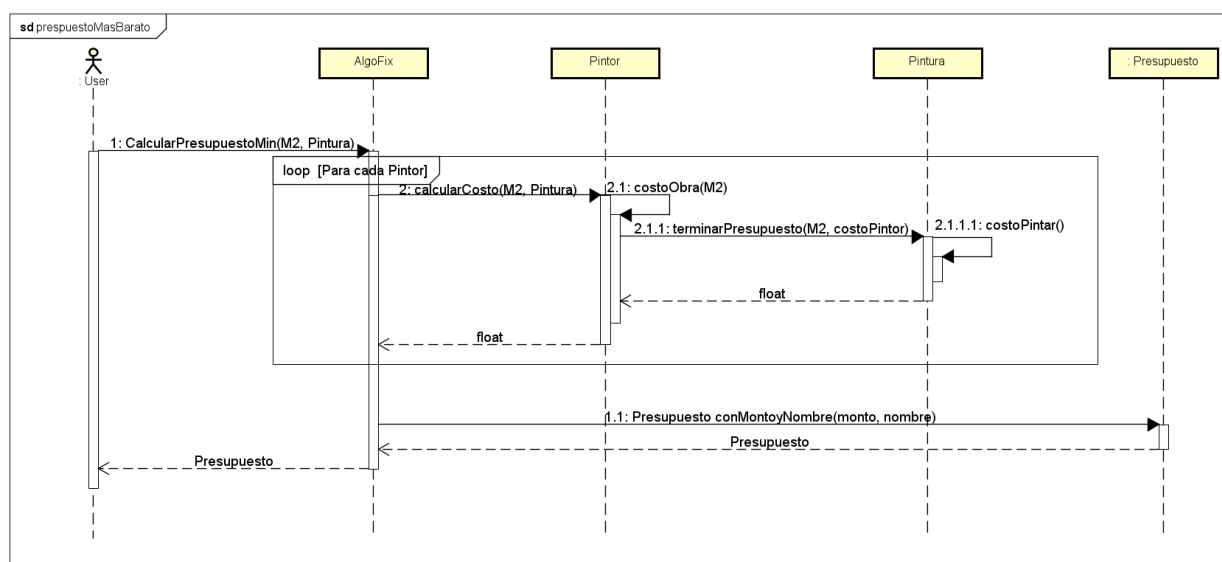 sd prespuestoMasBarato
: User
AlgoFix
Pintor
Pintura
: Presupuesto
1: CalcularPresupuestoMin(M2, Pintura)
loop [Para cada Pintor]
2: calcularCosto(M2, Pintura)
2.1: costoObra(M2)
2.1.1: terminarPresupuesto(M2, costoPintor)
2.1.1.1: costoPintar()
float
float
1.1: Presupuesto conMontoyNombre(monto, nombre)
Presupuesto
Presupuesto